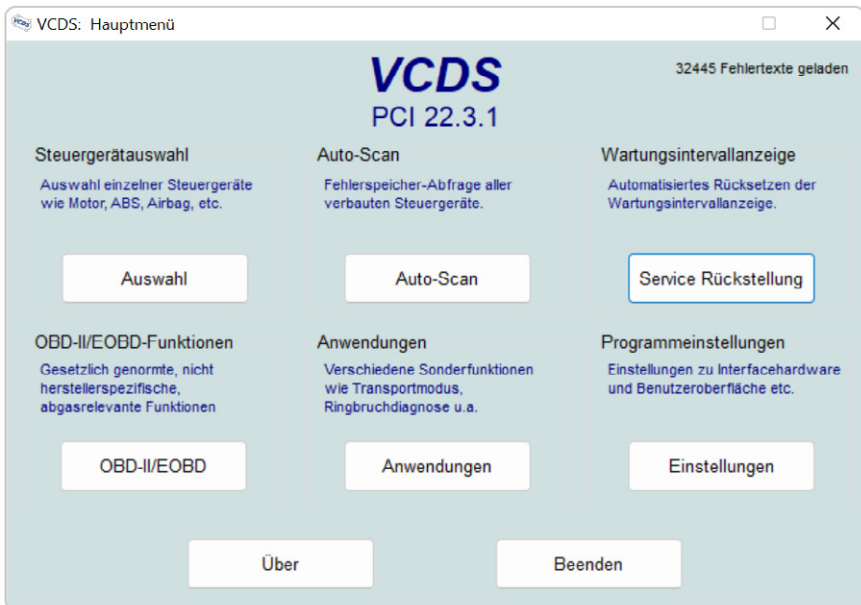 VCDS: Hauptmenü
VCDS
PCI 22.3.1
32445 Fehlertexte geladen
Steuergerätauswahl
Auswahl einzelner Steuergeräte
wie Motor, ABS, Airbag, etc.
Auswahl
Auto-Scan
Fehlerspeicher-Abfrage aller
verbauten Steuergeräte.
Auto-Scan
Wartungsintervallanzeige
Automatisiertes Rücksetzen der
Wartungsintervallanzeige.
Service Rückstellung
OBD-II/EOBD-Funktionen
Gesetzlich genormte, nicht
herstellerspezifische,
abgasrelevante Funktionen
OBD-II/EOBD
Anwendungen
Verschiedene Sonderfunktionen
wie Transportmodus,
Ringbruchdiagnose u.a.
Anwendungen
Programmeinstellungen
Einstellungen zu Interfacehardware
und Benutzeroberfläche etc.
Einstellungen
Über
Beenden